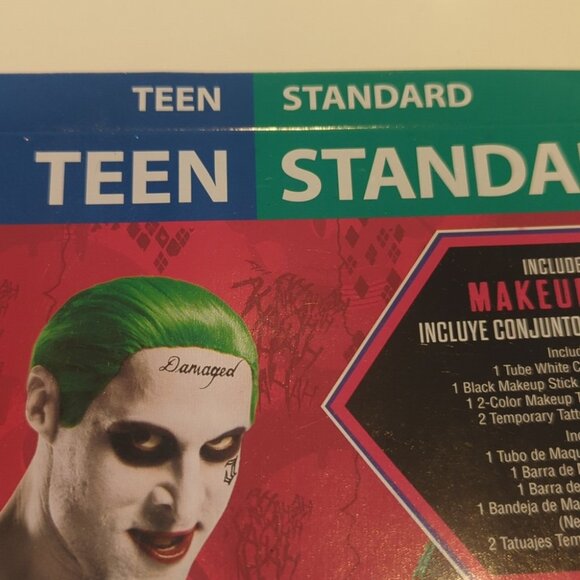 TEEN STANDARD
TEEN STANDA
INCLUDE
MAKEU
INCLUYE CONJUNTO
Inclu
1 Tube White C
1 Black Makeup Stick
1 2-Color Makeup T
2 Temporary Tatt
In
1 Tubo de Maqu
1 Barra de
1 Barra de
1 Bandeja de Ma
(Ne
2 Tatuajes Tem
Damaged